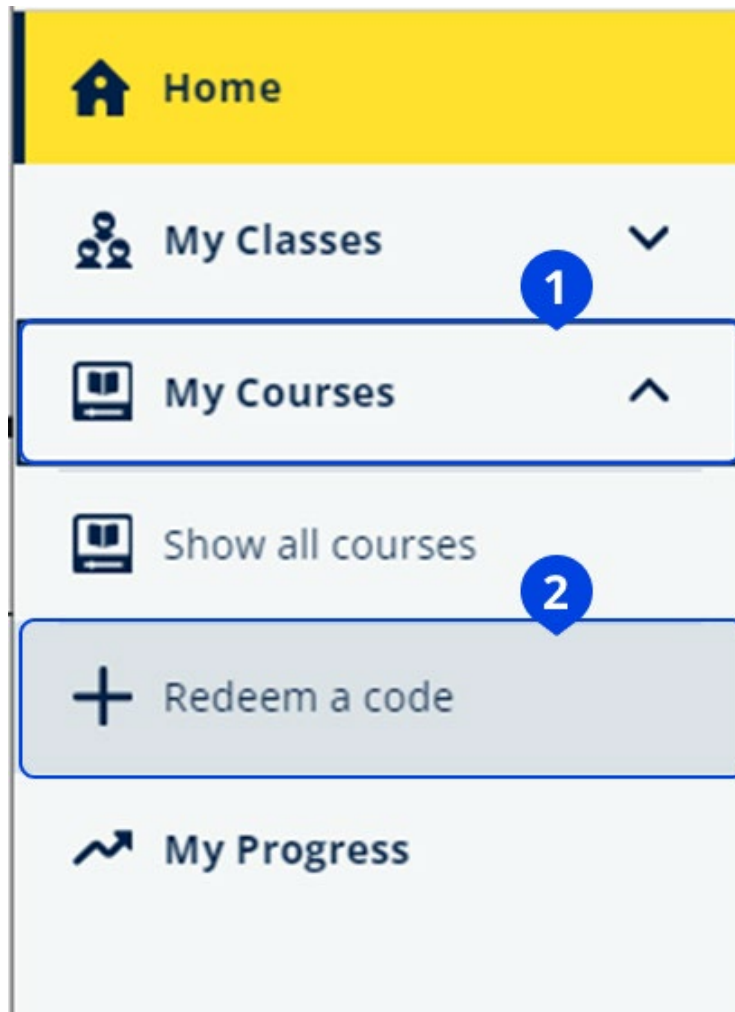 Home
My Classes
1
My Courses
Show all courses
2
Redeem a code
My Progress